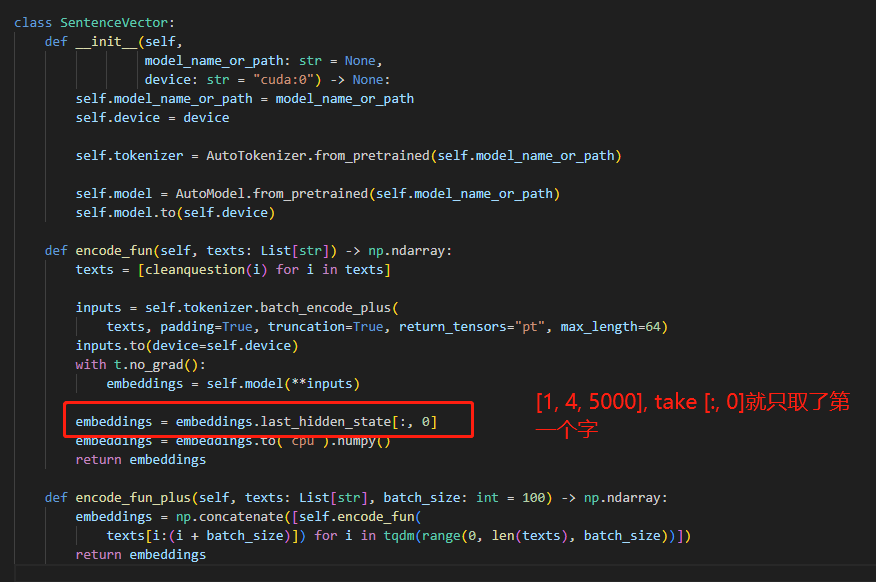 class SentenceVector:
    def __init__(self,
                 model_name_or_path: str = None,
                 device: str = "cuda:0") -> None:
        self.model_name_or_path = model_name_or_path
        self.device = device
        self.tokenizer = AutoTokenizer.from_pretrained(self.model_name_or_path)
        self.model = AutoModel.from_pretrained(self.model_name_or_path)
        self.model.to(self.device)
    def encode_fun(self, texts: List[str]) -> np.ndarray:
        texts = [cleanquestion(i) for i in texts]
        inputs = self.tokenizer.batch_encode_plus(
            texts, padding=True, truncation=True, return_tensors="pt", max_length=64)
        inputs.to(device=self.device)
        with t.no_grad():
            embeddings = self.model(**inputs)
        embeddings = embeddings.last_hidden_state[:, 0]
        embeddings = embeddings.to("cpu").numpy()
        return embeddings
[1, 4, 5000], take [:, 0]就只取了第
一个字
    def encode_fun_plus(self, texts: List[str], batch_size: int = 100) -> np.ndarray:
        embeddings = np.concatenate([self.encode_fun(
            texts[i:(i + batch_size)]) for i in tqdm(range(0, len(texts), batch_size))])
        return embeddings